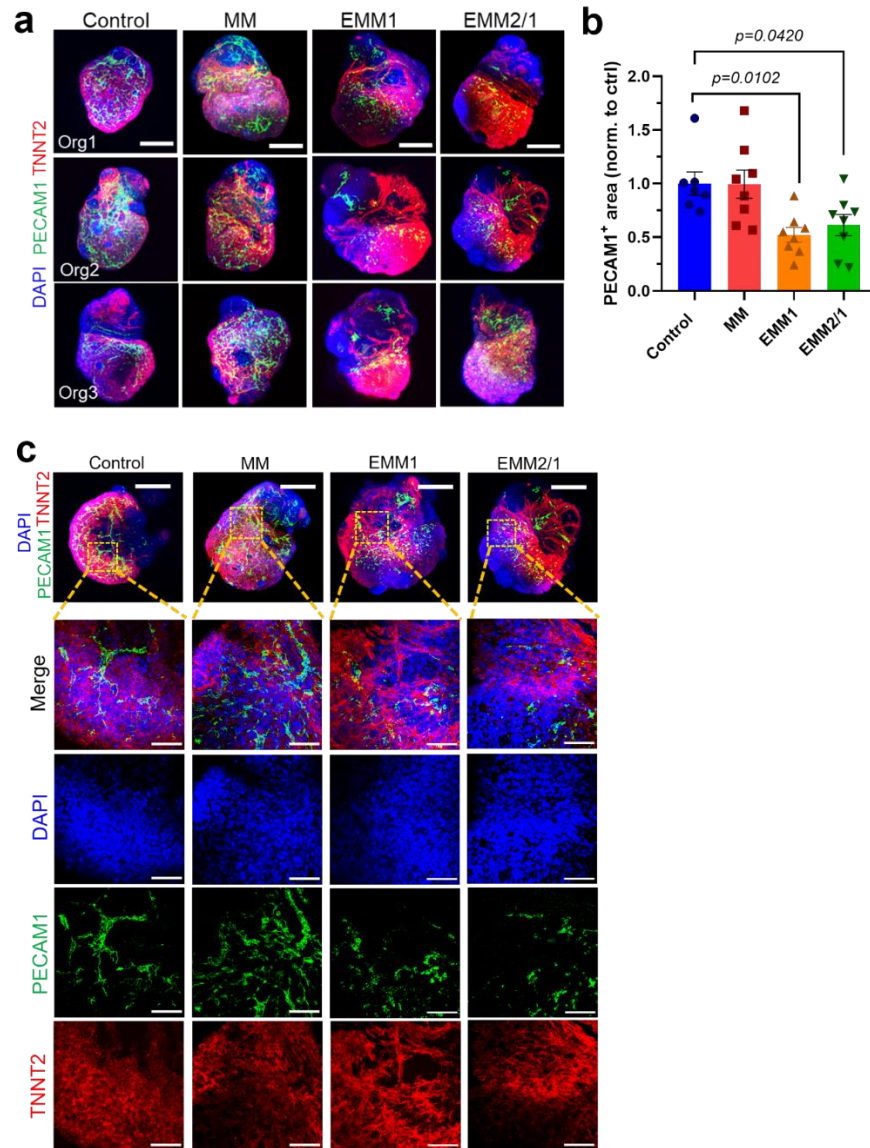 a
Control MM EMM1 EMM2/1
DAPI PECAM1 TNNT2
Org1
Org2
Org3
b
PECAM1+ area (norm. to ctrl)
p=0.0420
p=0.0102
2.0
1.5
1.0
0.5
0.0
Control MM EMM1 EMM2/1
c
Control MM EMM1 EMM2/1
DAPI
PECAM1 TNNT2
Merge
DAPI
PECAM1
TNNT2